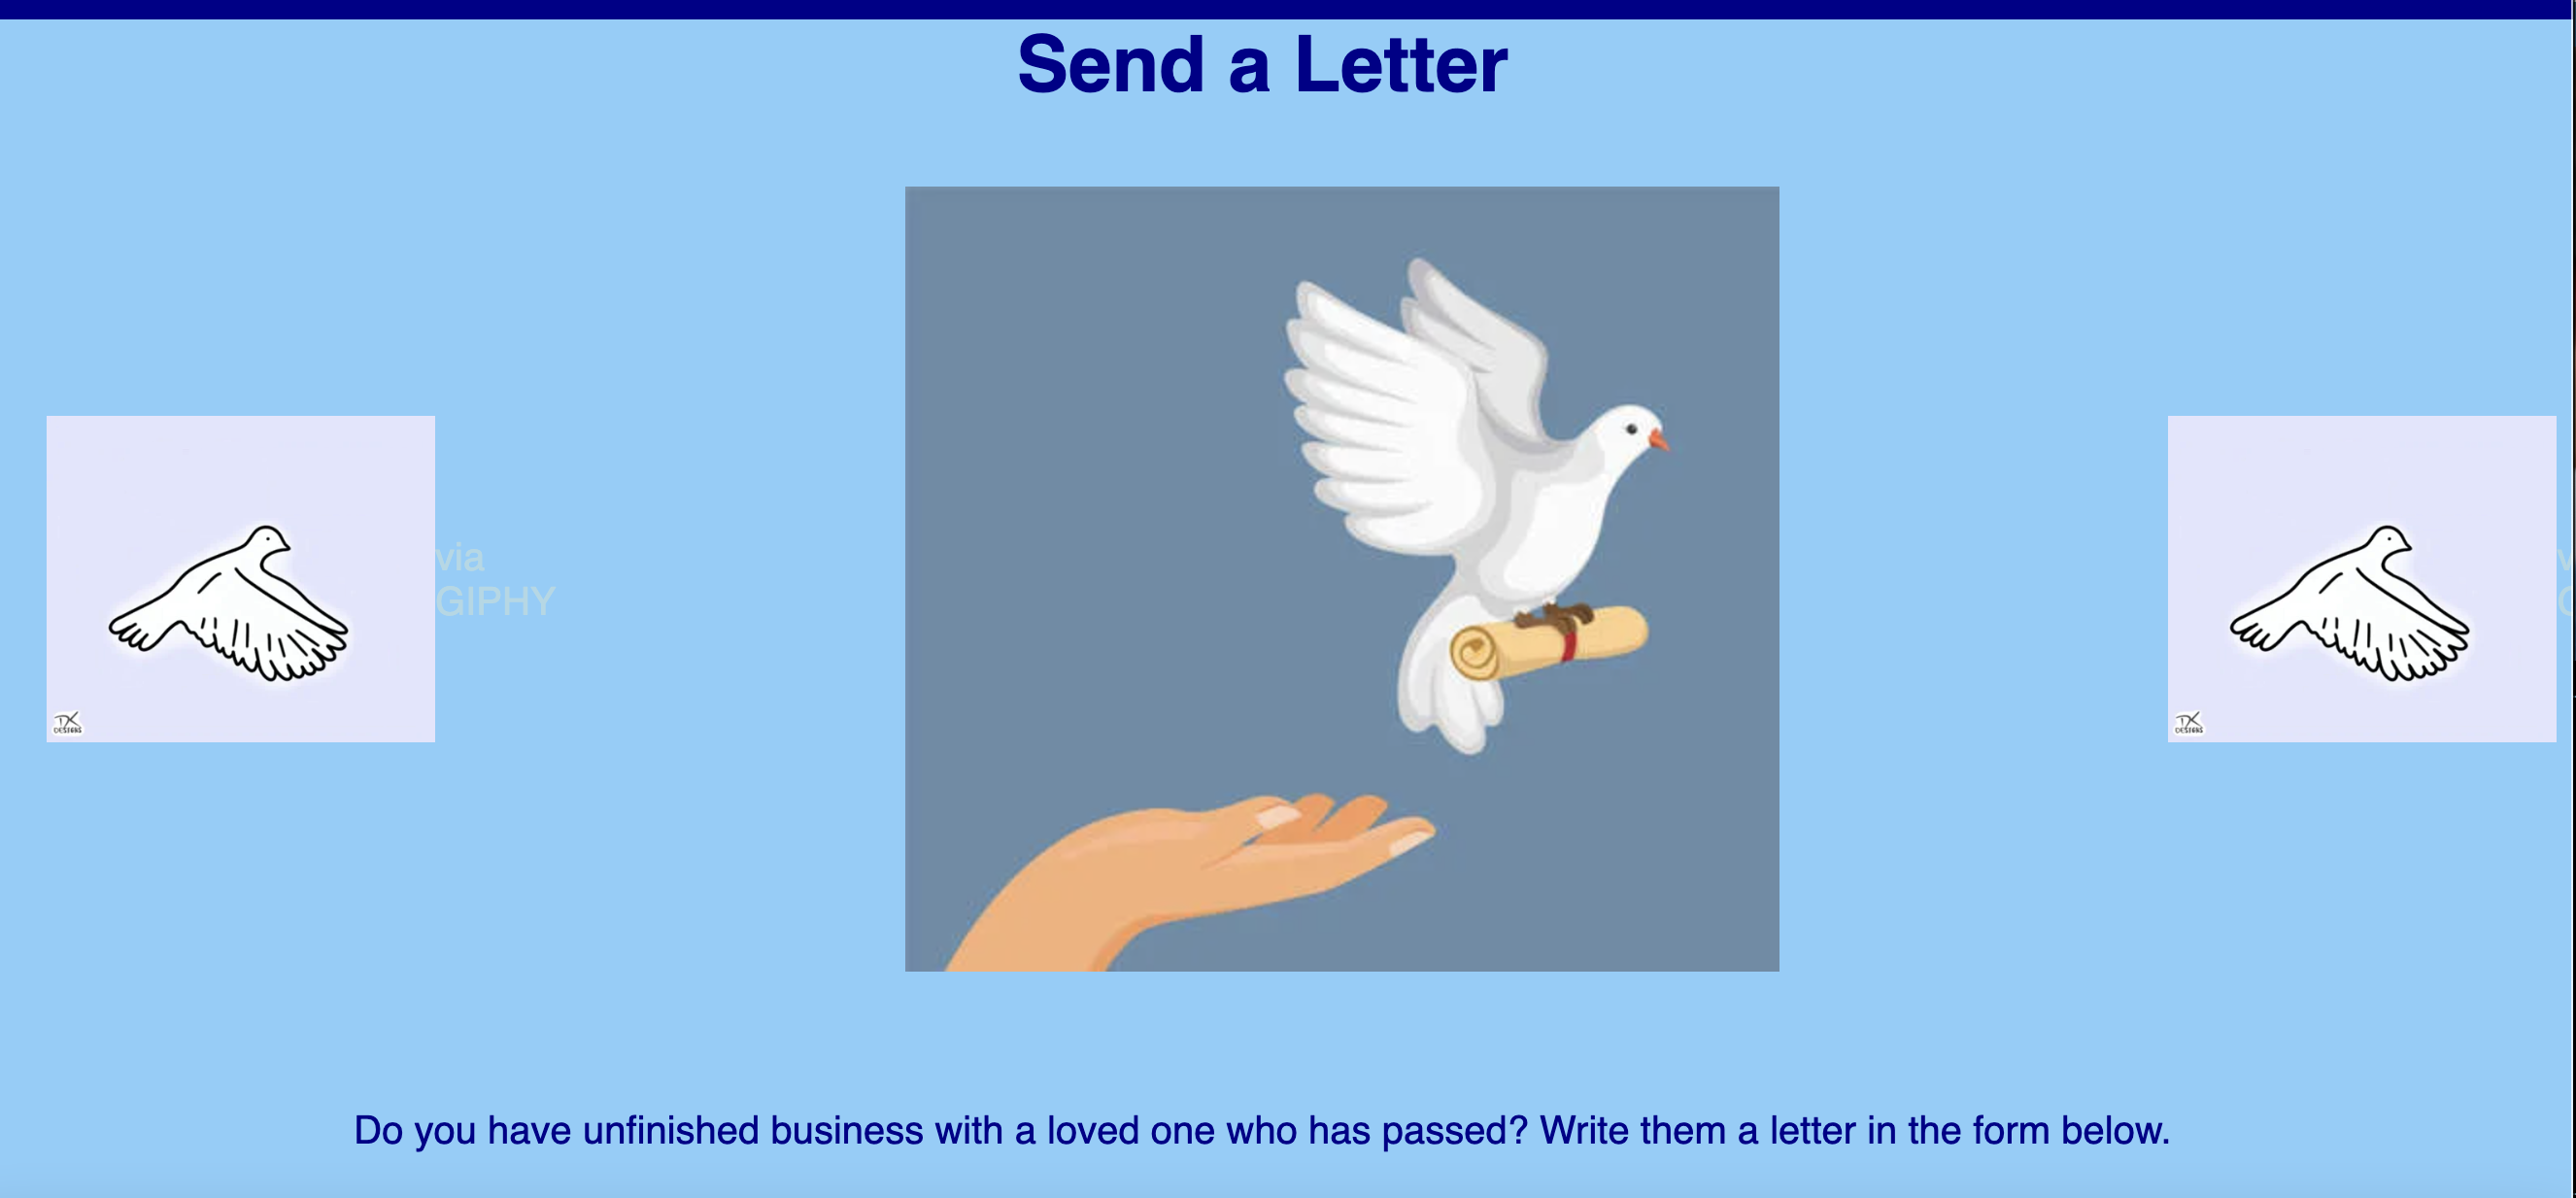 Send a Letter
via
GIPHY
TX
DESIGNS
TX
DESIGNS
Do you have unfinished business with a loved one who has passed? Write them a letter in the form below.